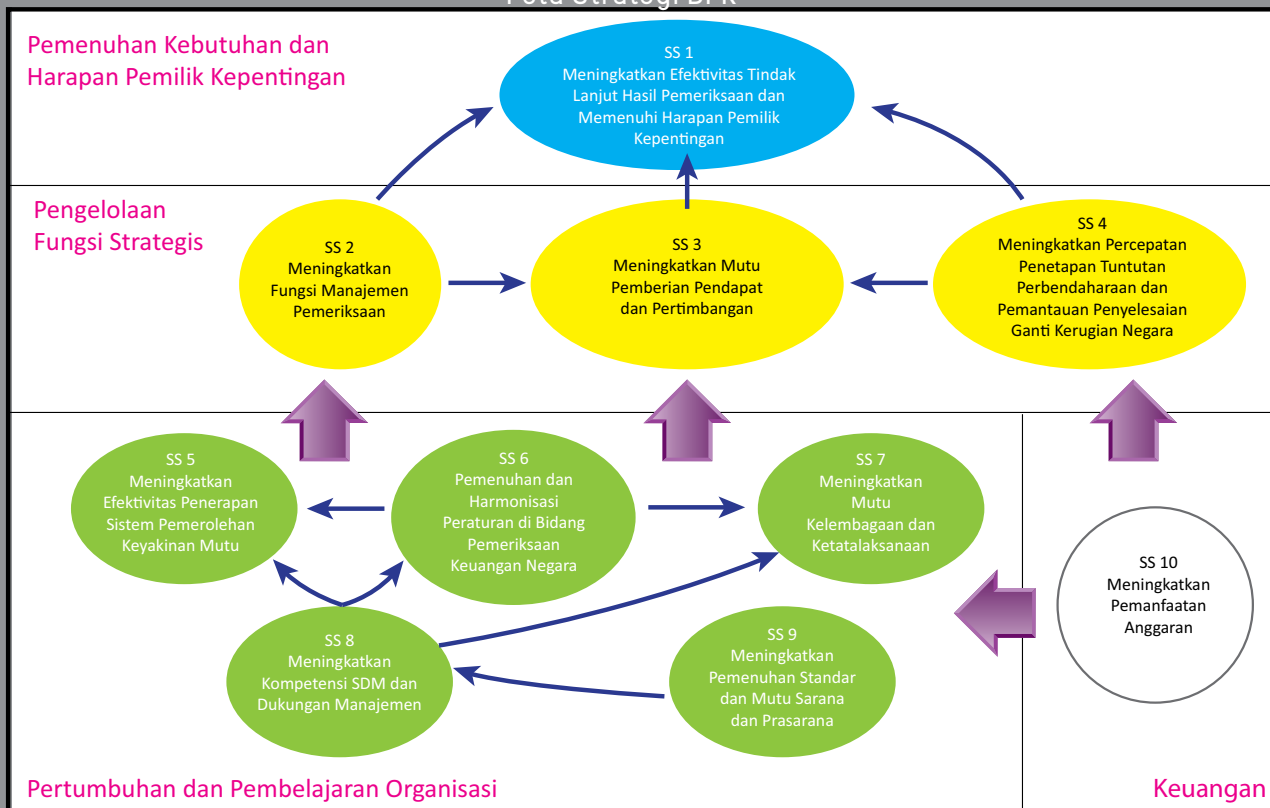 Peta Strategi BPK
Pemenuhan Kebutuhan dan
Harapan Pemilik Kepentingan
SS 1
Meningkatkan Efektivitas Tindak
Lanjut Hasil Pemeriksaan dan
Memenuhi Harapan Pemilik
Kepentingan
Pengelolaan
Fungsi Strategis
SS 2
Meningkatkan
Fungsi Manajemen
Pemeriksaan
SS 3
Meningkatkan Mutu
Pemberian Pendapat
dan Pertimbangan
SS 4
Meningkatkan Percepatan
Penetapan Tuntutan
Perbendaharaan dan
Pemantauan Penyelesaian
Ganti Kerugian Negara
SS 5
Meningkatkan
Efektivitas Penerapan
Sistem Pemerolehan
Keyakinan Mutu
SS 6
Pemenuhan dan
Harmonisasi
Peraturan di Bidang
Pemeriksaan
Keuangan Negara
SS 7
Meningkatkan
Mutu
Kelembagaan dan
Ketatalaksanaan
SS 8
Meningkatkan
Kompetensi SDM dan
Dukungan Manajemen
SS 9
Meningkatkan
Pemenuhan Standar
dan Mutu Sarana
dan Prasarana
SS 10
Meningkatkan
Pemanfaatan
Anggaran
Pertumbuhan dan Pembelajaran Organisasi
Keuangan